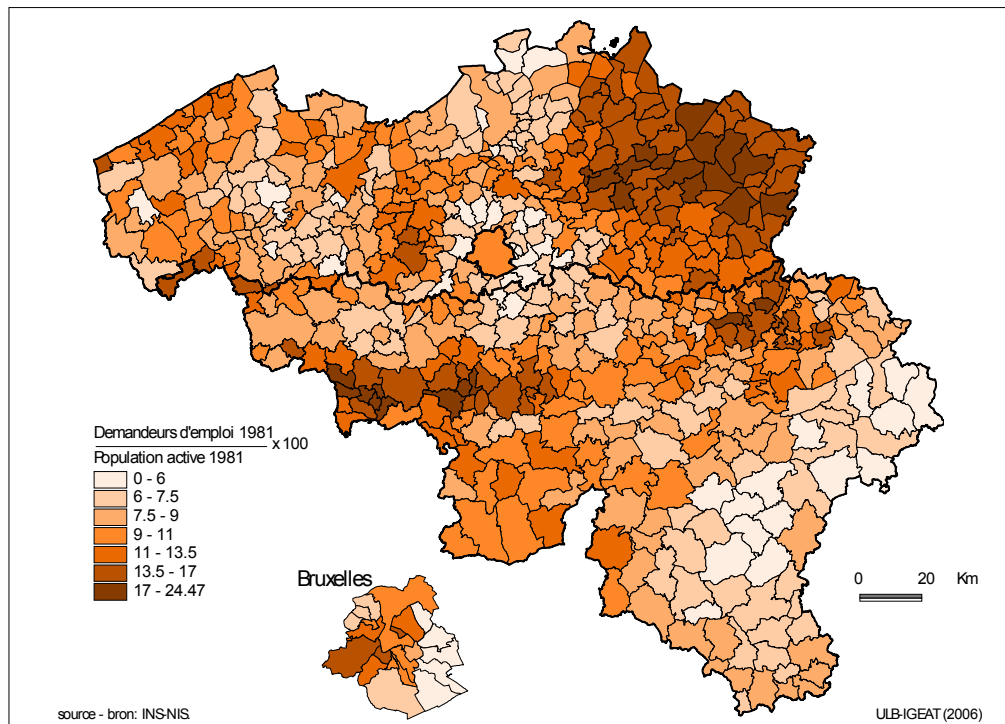 Demandeurs d'emploi 1981
x 100
Population active 1981
0 - 6
6 - 7.5
7.5 - 9
9 - 11
11 - 13.5
13.5 - 17
17 - 24.47
Bruxelles
0 20 Km
source - bron: INS-NIS.
ULB-IGEAT (2006)